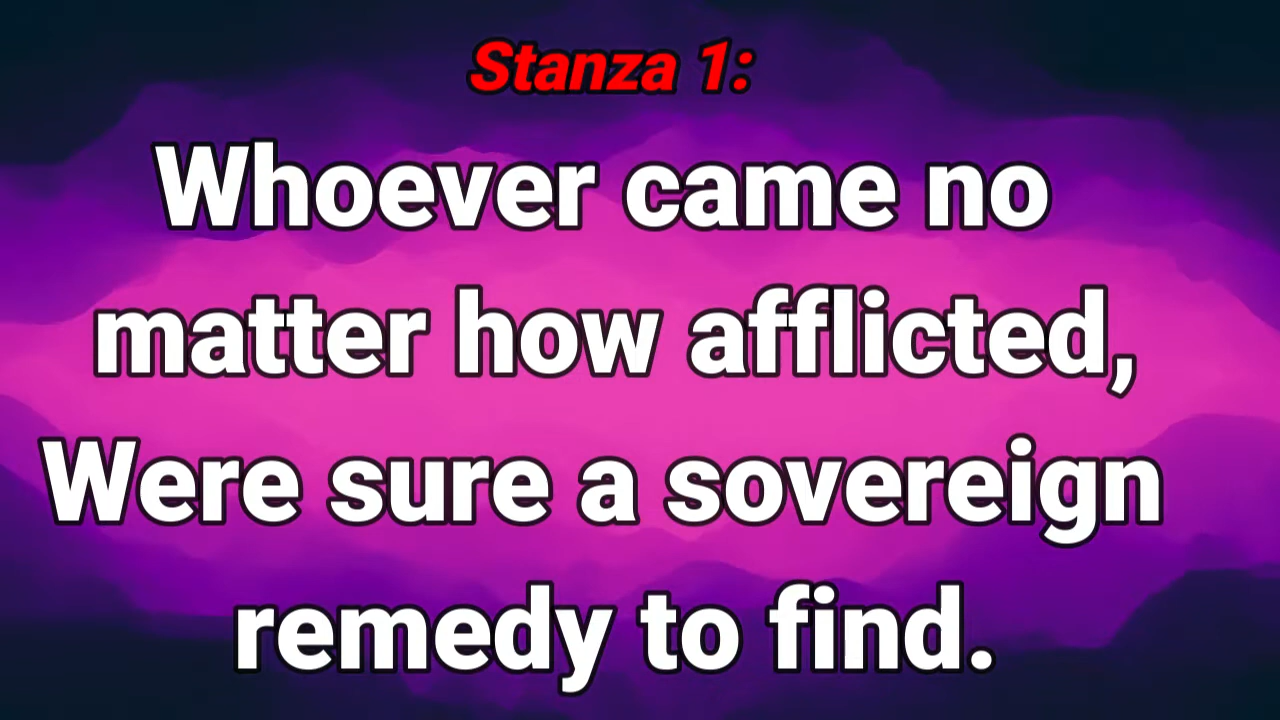 Stanza 1:
Whoever came no
matter how afflicted,
Were sure a sovereign
remedy to find.